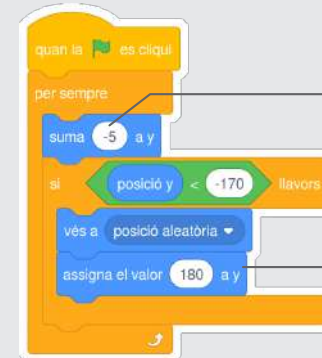 quan la es cliqui
per sempre
suma -5 a y
si posició y < -170 llavors
vés a posició aleatòria
assigna el valor 180 a y